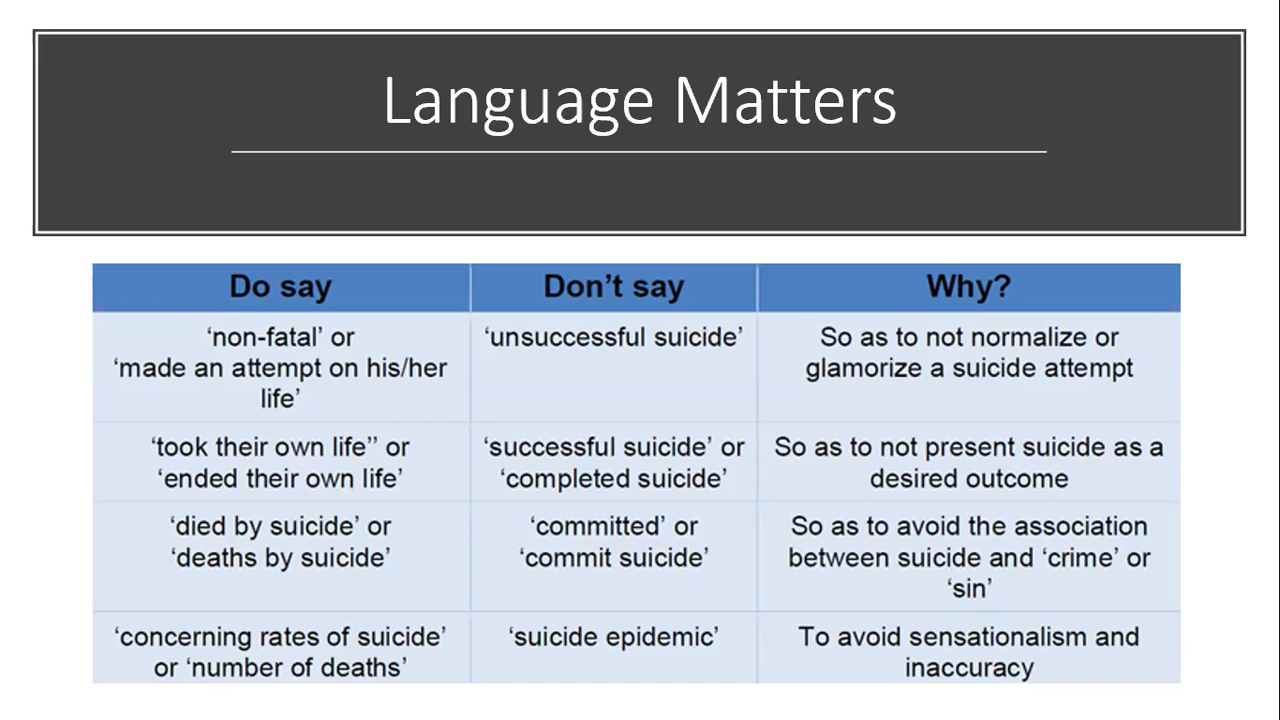 Language Matters
Do say
Don’t say
Why?
‘non-fatal’ or
‘made an attempt on his/her
life’
‘unsuccessful suicide’
So as to not normalize or
glamorize a suicide attempt
‘took their own life’’ or
‘ended their own life’
‘successful suicide’ or
‘completed suicide’
So as to not present suicide as a
desired outcome
‘died by suicide’ or
‘deaths by suicide’
‘committed’ or
‘commit suicide’
So as to avoid the association
between suicide and ‘crime’ or
‘sin’
‘concerning rates of suicide’
or ‘number of deaths’
‘suicide epidemic’
To avoid sensationalism and
inaccuracy